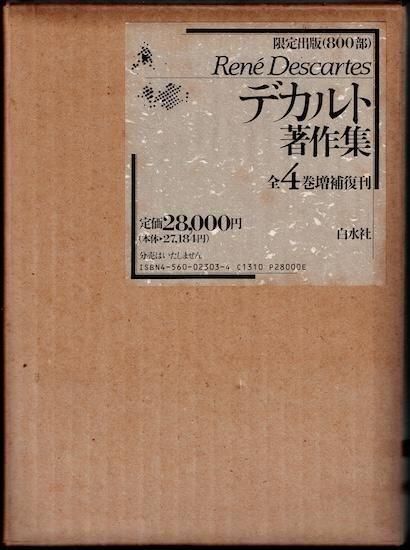 限定出版(800部)
René Descartes
デカルト
著作集
全4巻増補復刊
定価28,000円
(本体・27,184円)
白水社
分売はいたしません
ISBN4-560-02303-4 C1310 P28000E